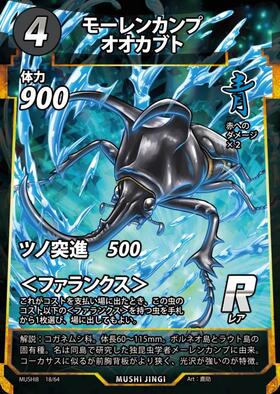 4
モーレンカンプ
オオカブト
体力
900
青
赤への
ダメージ
×2
ツノ突進 500
<ファランクス>
これがコストを支払い場に出たとき、この虫の
コスト以下の<ファランクス>を持つ虫を手札
から1枚選び、場に出してもよい。
R
レア
解説:コガネムシ科。体長60〜115mm。ボルネオ島とラウト島の
固有種。名は同島で研究した独昆虫学者メーレンカンプに由来。
コーカサスに似るが前胸背板がより狭く、光沢が強いのが特徴。
MUSHIB 18/64
MUSHI JINGI
Art:鹿助